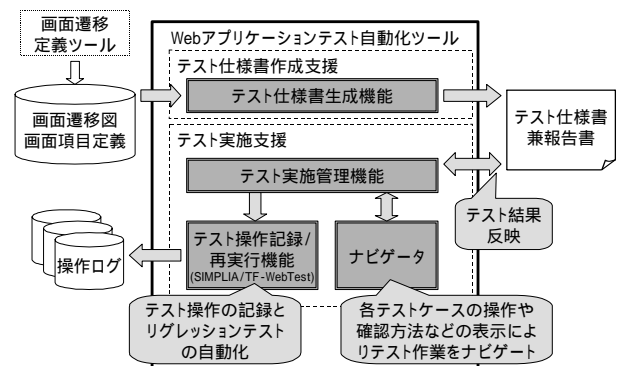 画面遷移
定義ツール
画面遷移図
画面項目定義
Webアプリケーションテスト自動化ツール
テスト仕様書作成支援
テスト仕様書生成機能
テスト仕様書
兼報告書
テスト実施支援
テスト実施管理機能
テスト結果
反映
テスト操作記録/
再実行機能
(SIMPLIA/TF-WebTest)
ナビゲータ
操作ログ
テスト操作の記録と
リグレッションテスト
の自動化
各テストケースの操作や
確認方法などの表示によ
りテスト作業をナビゲート